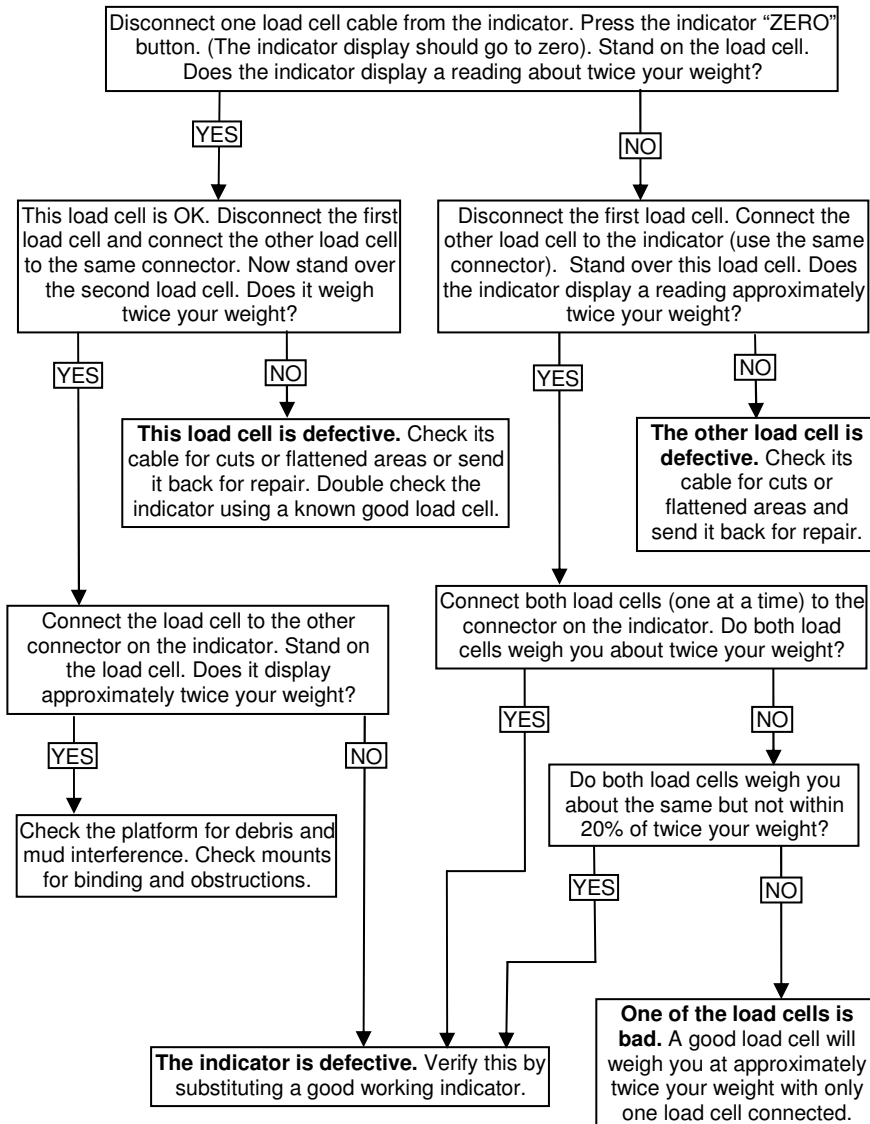 Disconnect one load cell cable from the indicator. Press the indicator “ZERO”
button. (The indicator display should go to zero). Stand on the load cell.
Does the indicator display a reading about twice your weight?
YES
NO
This load cell is OK. Disconnect the first
load cell and connect the other load cell
to the same connector. Now stand over
the second load cell. Does it weigh
twice your weight?
Disconnect the first load cell. Connect the
other load cell to the indicator (use the same
connector).  Stand over this load cell. Does
the indicator display a reading approximately
twice your weight?
YES
NO
YES
NO
This load cell is defective. Check its
cable for cuts or flattened areas or send
it back for repair. Double check the
indicator using a known good load cell.
The other load cell is
defective. Check its
cable for cuts or
flattened areas and
send it back for repair.
Connect the load cell to the other
connector on the indicator. Stand on
the load cell. Does it display
approximately twice your weight?
Connect both load cells (one at a time) to the
connector on the indicator. Do both load
cells weigh you about twice your weight?
YES
NO
YES
NO
Check the platform for debris and
mud interference. Check mounts
for binding and obstructions.
Do both load cells weigh you
about the same but not within
20% of twice your weight?
YES
NO
The indicator is defective. Verify this by
substituting a good working indicator.
One of the load cells is
bad. A good load cell will
weigh you at approximately
twice your weight with only
one load cell connected.